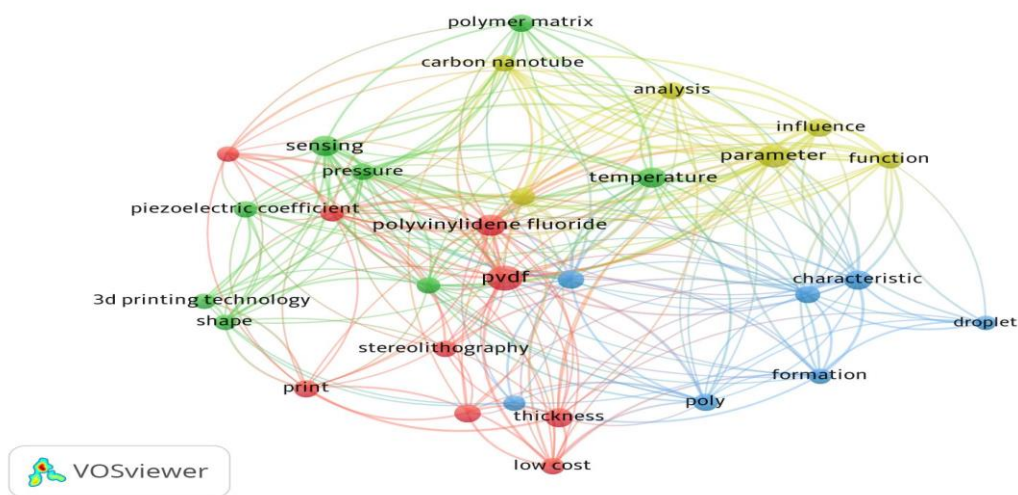 polymer matrix
carbon nanotube
analysis
influence
sensing
parameter
function
pressure
temperature
piezoelectric coefficient
polyvinylidene fluoride
pvdf
characteristic
3d printing technology
shape
droplet
stereolithography
formation
print
poly
thickness
low cost
VOSviewer